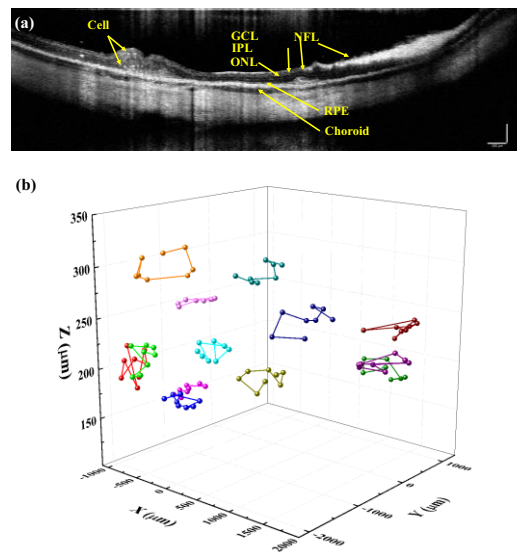 (a)
Cell
GCL
IPL
ONL
NFL
RPE
Choroid
(b)
350
300
250
200
150
Z (μm)
-1000
-500
0
500
1000
1500
2000
X (μm)
-2000
-1000
0
1000
Y (μm)